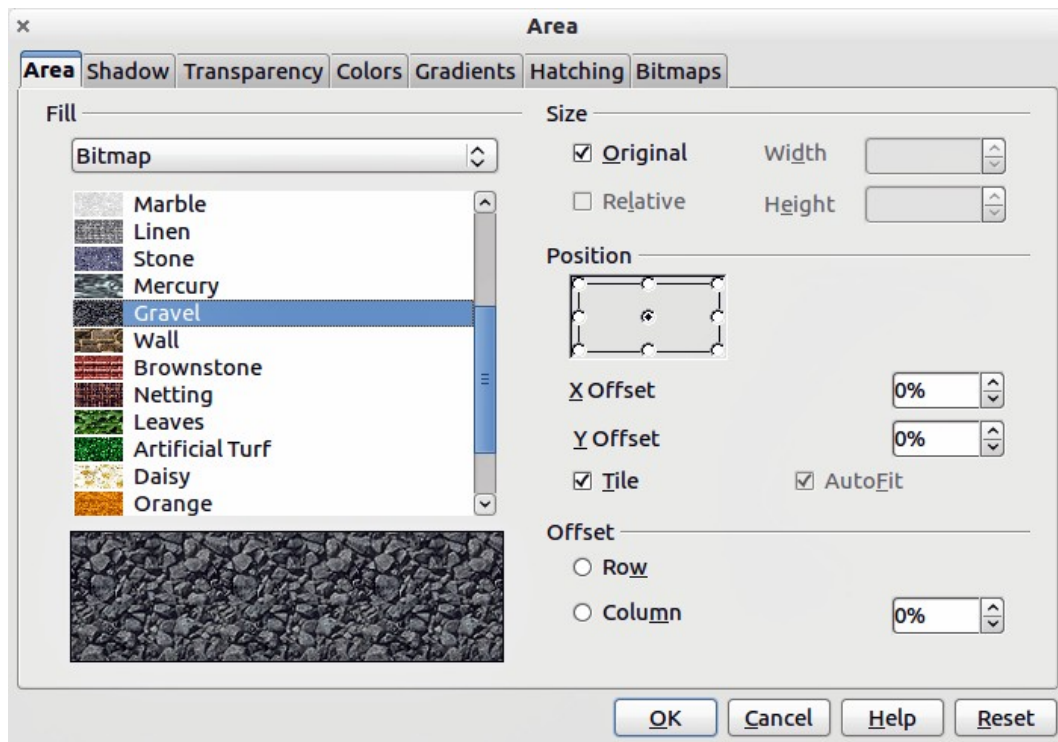 Area
Area Shadow Transparency Colors Gradients Hatching Bitmaps
Fill
Bitmap
Marble
Linen
Stone
Mercury
Gravel
Wall
Brownstone
Netting
Leaves
Artificial Turf
Daisy
Orange
Size
Original Width
Relative Height
Position
X Offset 0%
Y Offset 0%
Tile AutoFit
Offset
Row
Column 0%
OK Cancel Help Reset